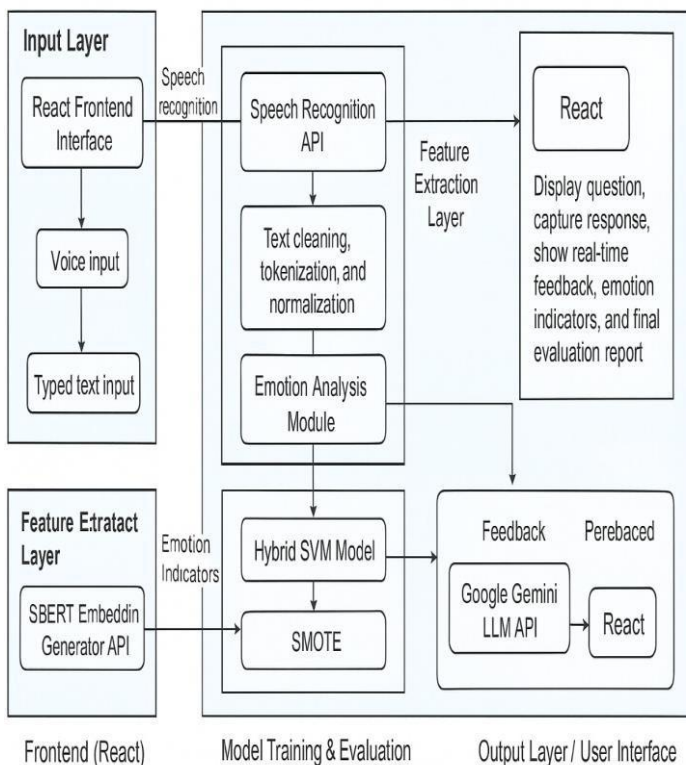 Input Layer
React Frontend
Interface
Voice input
Typed text input
Speech
recognition
Speech Recognition
API
Text cleaning,
tokenization, and
normalization
Emotion Analysis
Module
Feature
Extraction
Layer
React
Display question,
capture response,
show real-time
feedback, emotion
indicators, and final
evaluation report
Feature Extratact
Layer
SBERT Embeddin
Generator API
Emotion
Indicators
Hybrid SVM Model
SMOTE
Feedback Perebaced
Google Gemini
LLM API
React
Frontend (React)
Model Training & Evaluation
Output Layer / User Interface